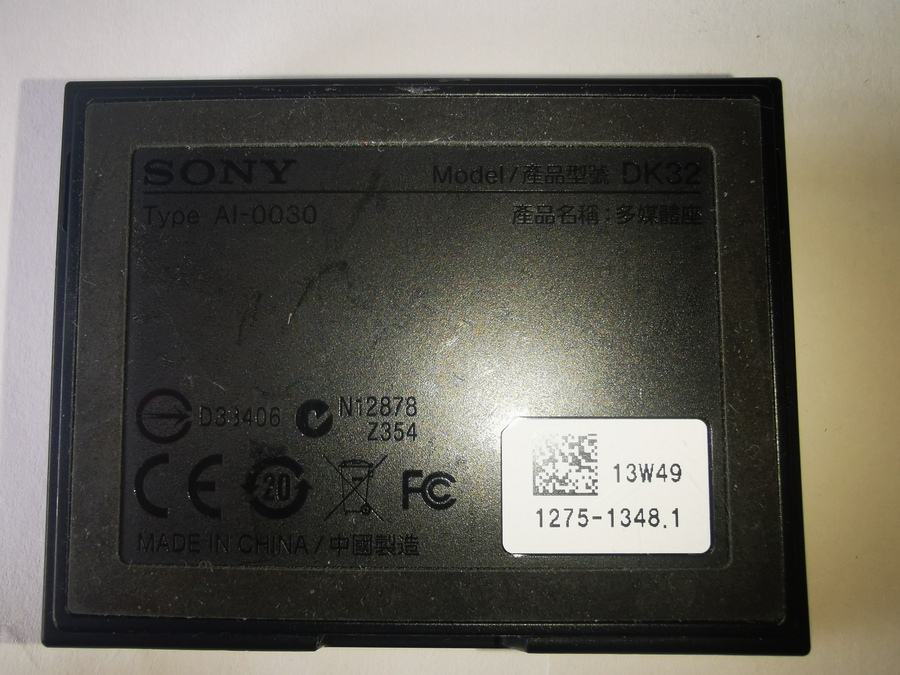 SONY Model/產品型號 DK32
Type AI-0030 產品名稱：多媒體座
D33406 N12878
Z354
CE 20 FC
13W49
1275-1348.1
MADE IN CHINA / 中國製造